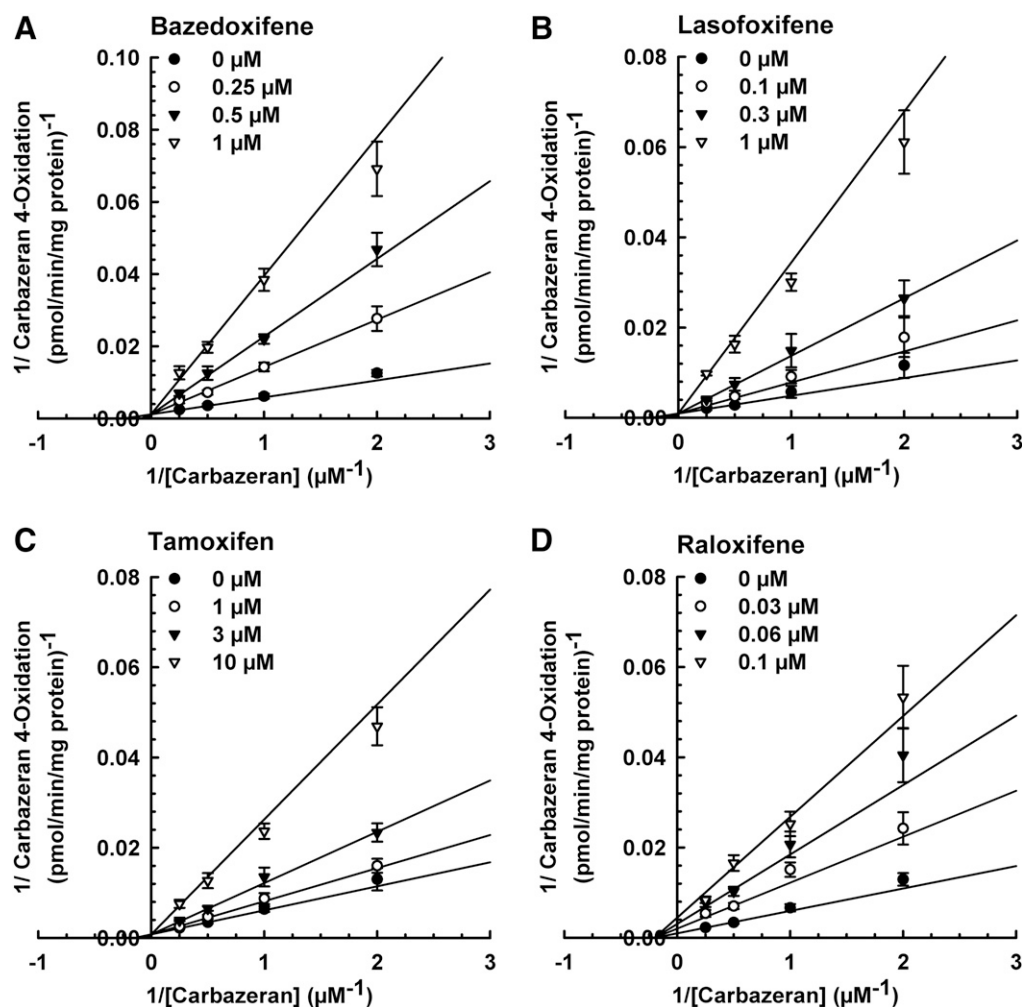 A
Bazedoxifene
0 µM
0.25 µM
0.5 µM
1 µM
1/ Carbazeran 4-Oxidation
(pmol/min/mg protein)-1
0.10
0.08
0.06
0.04
0.02
0.00
-1 0 1 2 3
1/[Carbazeran] (µM-1)
B
Lasofoxifene
0 µM
0.1 µM
0.3 µM
1 µM
1/ Carbazeran 4-Oxidation
(pmol/min/mg protein)-1
0.08
0.06
0.04
0.02
0.00
-1 0 1 2 3
1/[Carbazeran] (µM-1)
C
Tamoxifen
0 µM
1 µM
3 µM
10 µM
1/ Carbazeran 4-Oxidation
(pmol/min/mg protein)-1
0.08
0.06
0.04
0.02
0.00
-1 0 1 2 3
1/[Carbazeran] (µM-1)
D
Raloxifene
0 µM
0.03 µM
0.06 µM
0.1 µM
1/ Carbazeran 4-Oxidation
(pmol/min/mg protein)-1
0.08
0.06
0.04
0.02
0.00
-1 0 1 2 3
1/[Carbazeran] (µM-1)